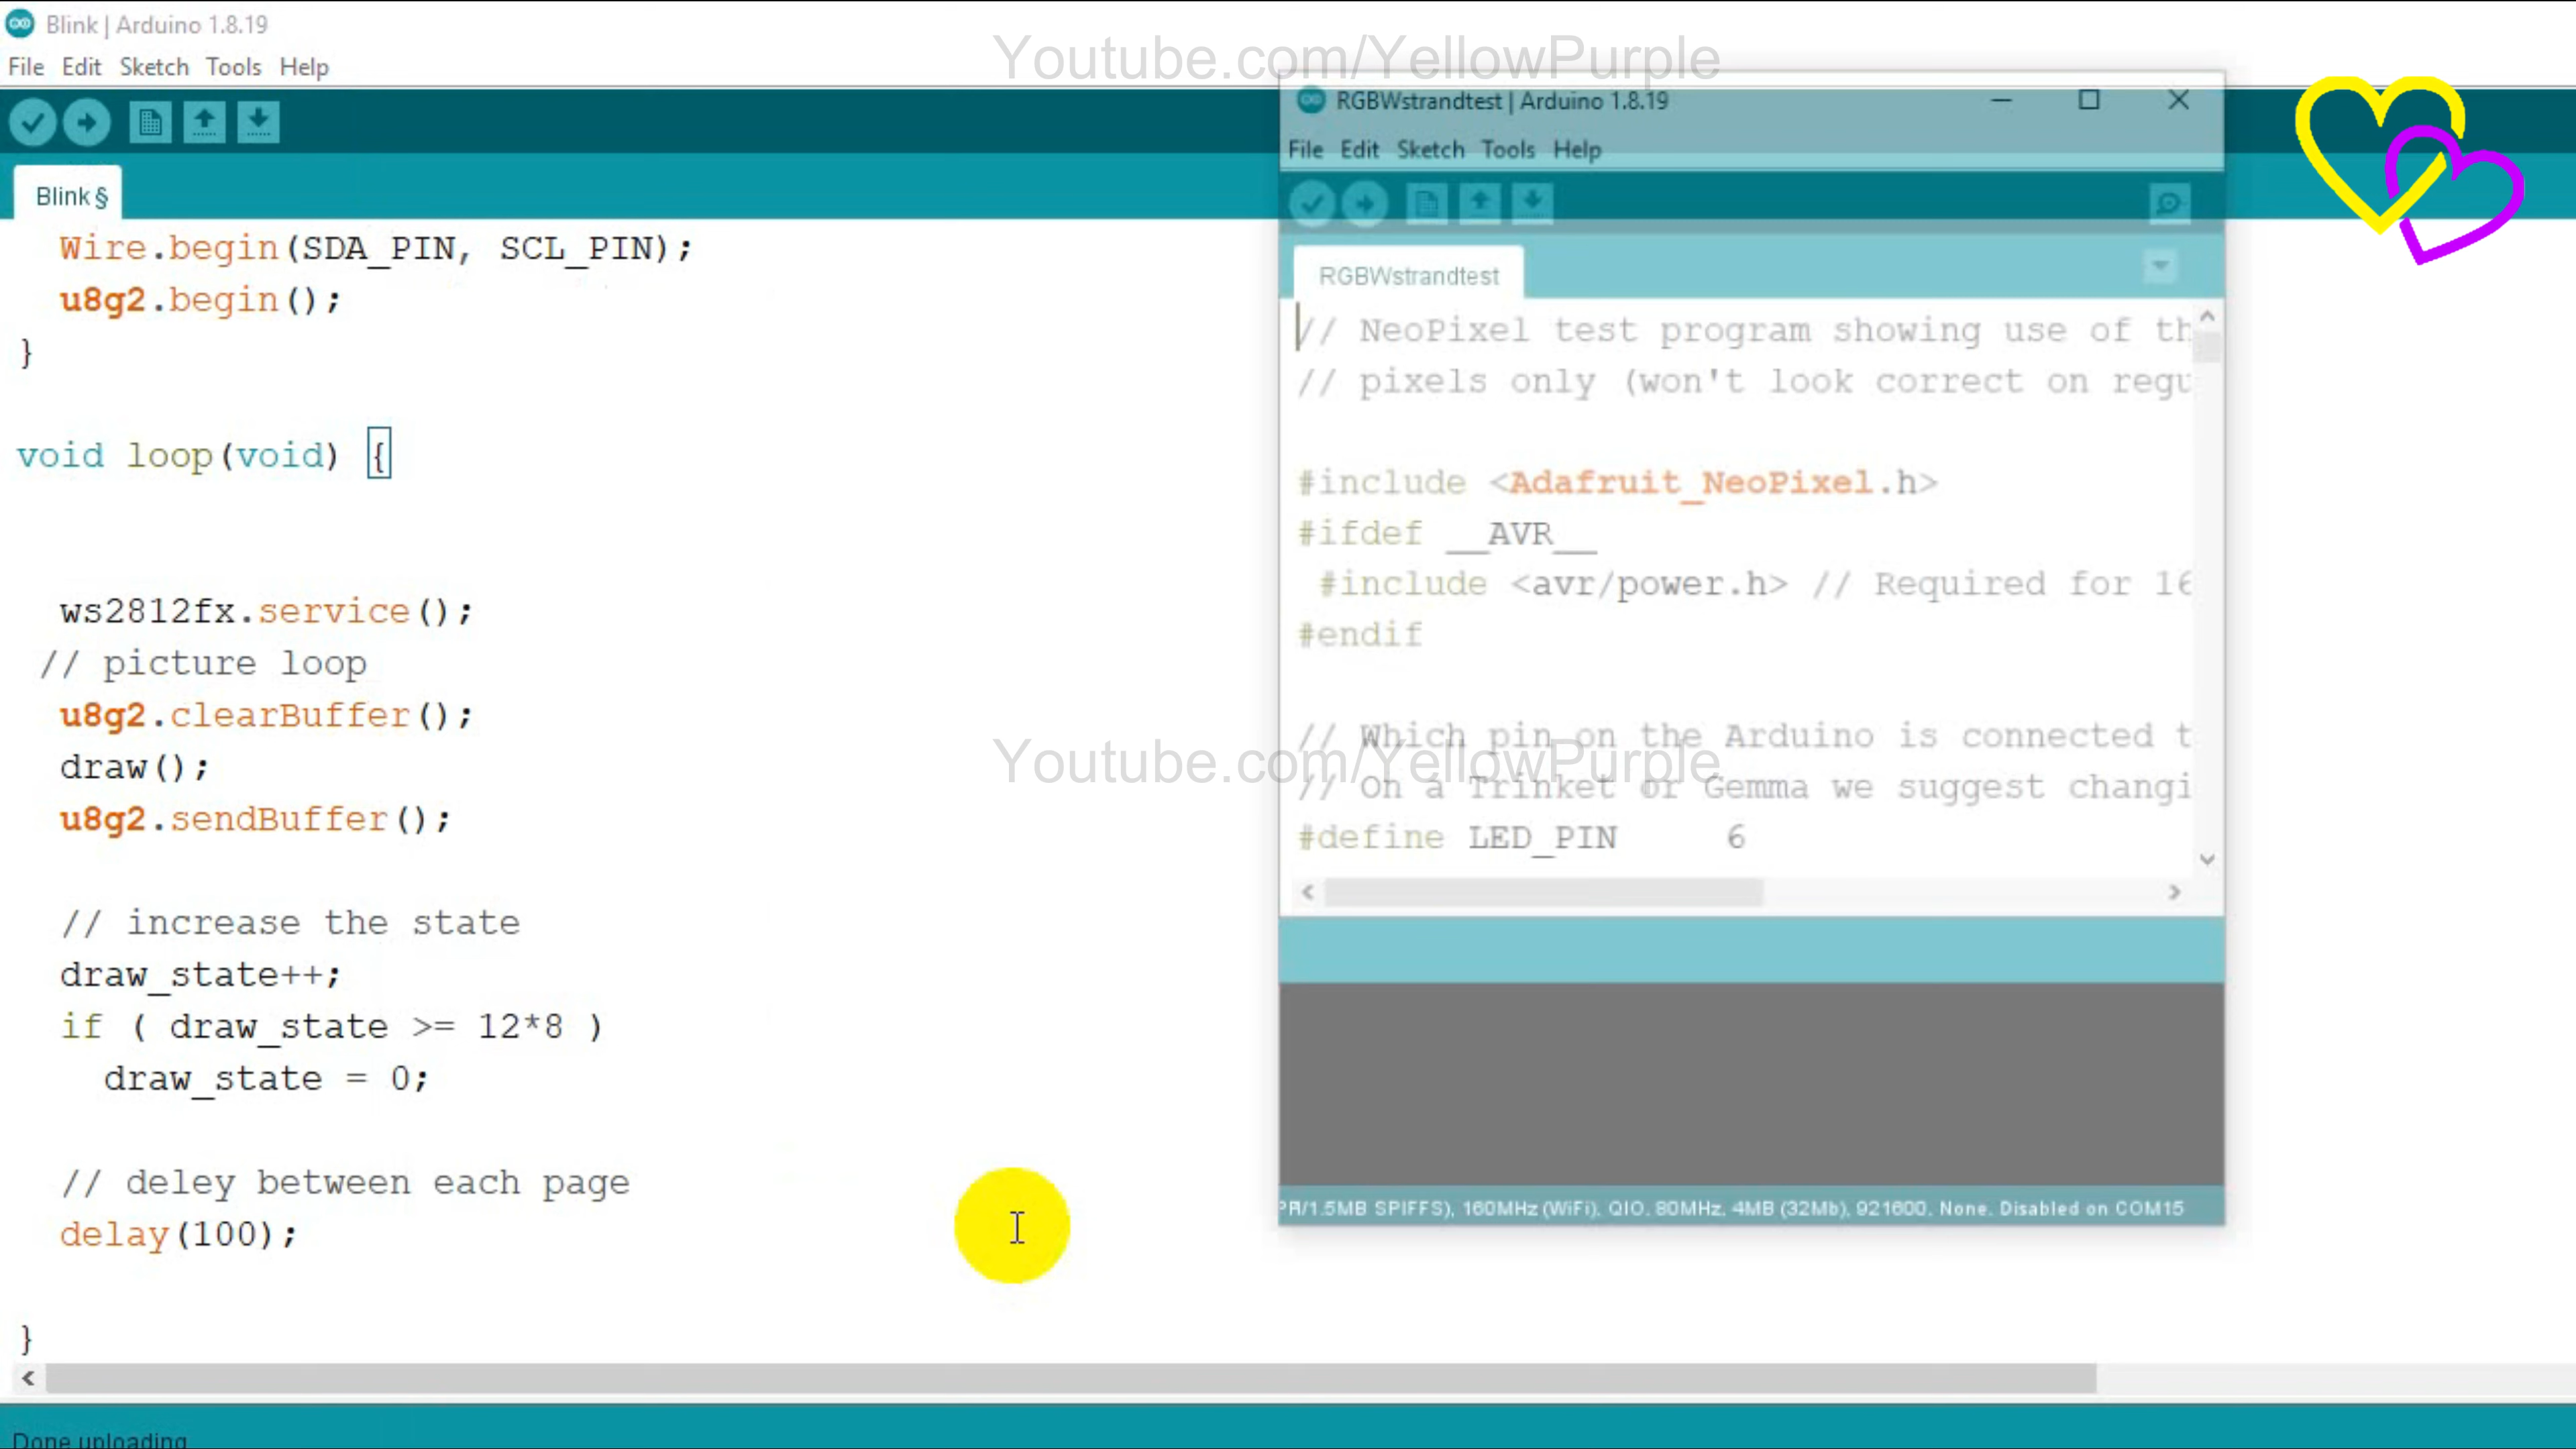 Blink | Arduino 1.8.19
File Edit Sketch Tools Help
Blink §
Wire.begin(SDA_PIN, SCL_PIN);
u8g2.begin();
}
void loop(void) {
ws2812fx.service();
// picture loop
u8g2.clearBuffer();
draw();
u8g2.sendBuffer();
// increase the state
draw_state++;
if ( draw_state >= 12*8 )
draw_state = 0;
// deley between each page
delay(100);
}
Done uploading
Youtube.com/YellowPurple
RGBWstrandtest | Arduino 1.8.19
File Edit Sketch Tools Help
RGBWstrandtest
// NeoPixel test program showing use of th
// pixels only (won't look correct on regu
#include <Adafruit_NeoPixel.h>
#ifdef __AVR__
#include <avr/power.h> // Required for 16
#endif
// Which pin on the Arduino is connected t
Youtube.com/YellowPurple
// On a Trinket or Gemma we suggest changi
#define LED_PIN 6
/1.5MB SPIFFS), 160MHz (WiFi), QIO, 80MHz, 4MB (32Mb), 921600, None, Disabled on COM15